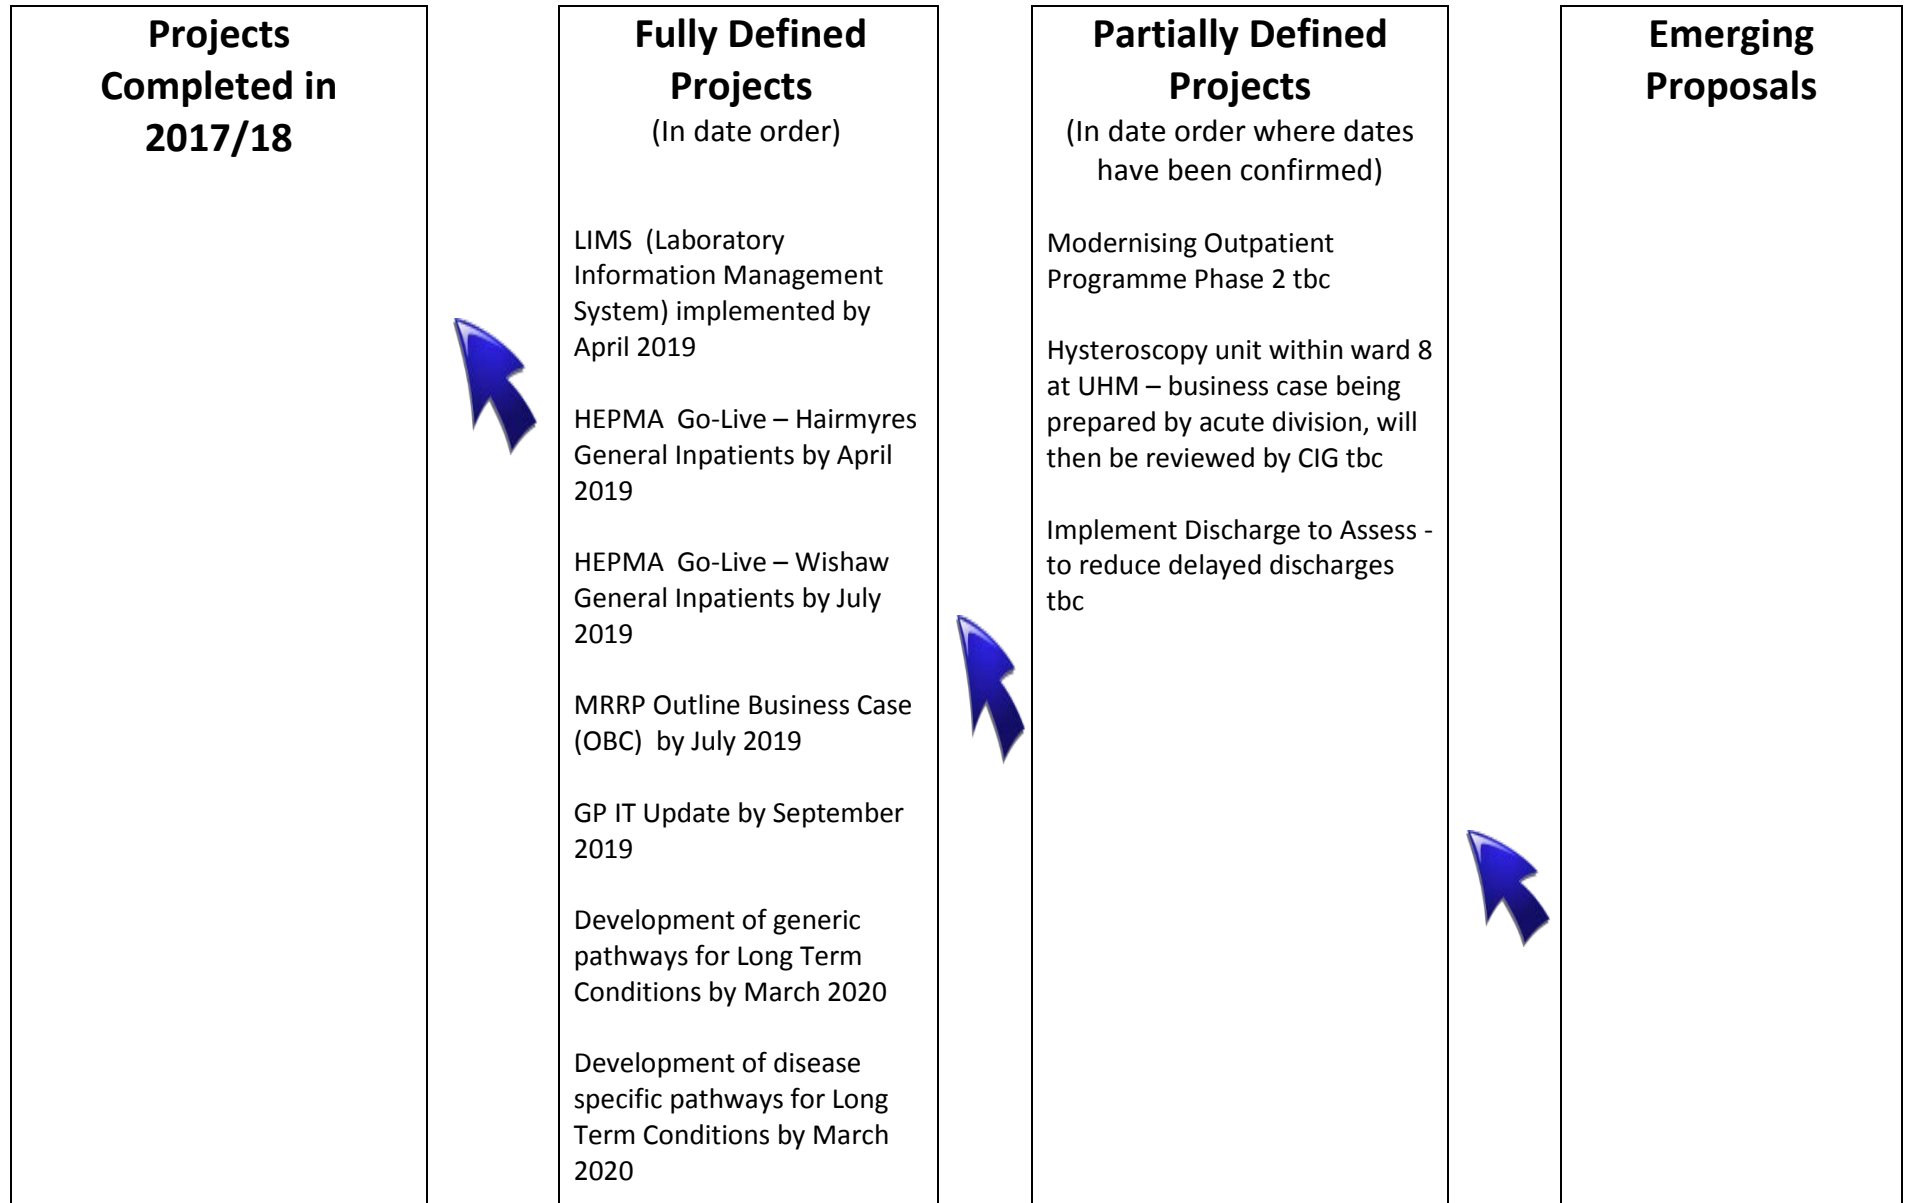 Projects
Completed in
2017/18
Fully Defined
Projects
(In date order)
LIMS  (Laboratory
Information Management
System) implemented by
April 2019
HEPMA  Go-Live – Hairmyres
General Inpatients by April
2019
HEPMA  Go-Live – Wishaw
General Inpatients by July
2019
MRRP Outline Business Case
(OBC)  by July 2019
GP IT Update by September
2019
Development of generic
pathways for Long Term
Conditions by March 2020
Development of disease
specific pathways for Long
Term Conditions by March
2020
Partially Defined
Projects
(In date order where dates
have been confirmed)
Modernising Outpatient
Programme Phase 2 tbc
Hysteroscopy unit within ward 8
at UHM – business case being
prepared by acute division, will
then be reviewed by CIG tbc
Implement Discharge to Assess -
to reduce delayed discharges
tbc
Emerging
Proposals